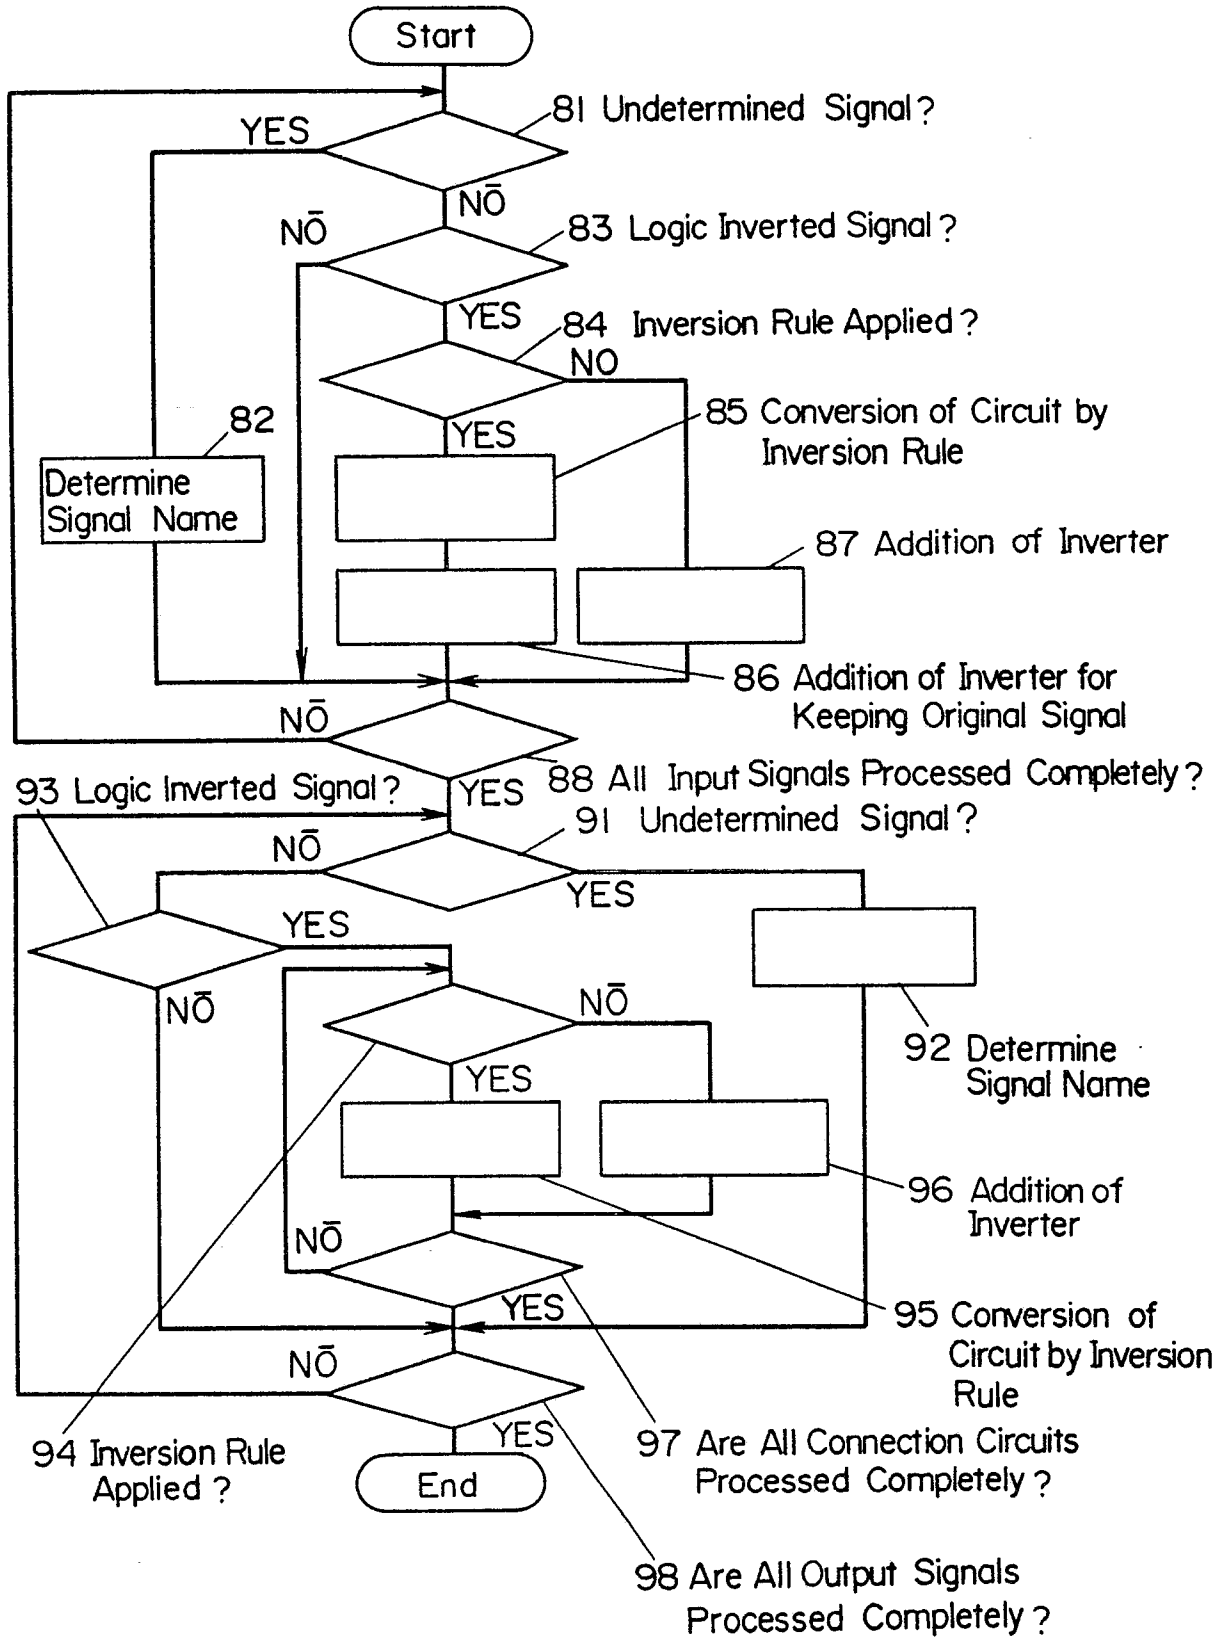 Start
81 Undetermined Signal?
YES
NŌ
NŌ
83 Logic Inverted Signal?
YES
84 Inversion Rule Applied?
NO
85 Conversion of Circuit by
Inversion Rule
YES
82
Determine
Signal Name
87 Addition of Inverter
86 Addition of Inverter for
Keeping Original Signal
NŌ
88 All Input Signals Processed Completely?
YES
93 Logic Inverted Signal?
91 Undetermined Signal?
NŌ
YES
YES
NŌ
NŌ
92 Determine
Signal Name
YES
96 Addition of
Inverter
NŌ
YES
95 Conversion of
Circuit by Inversion
Rule
NŌ
YES
94 Inversion Rule
Applied?
97 Are All Connection Circuits
Processed Completely?
End
98 Are All Output Signals
Processed Completely?